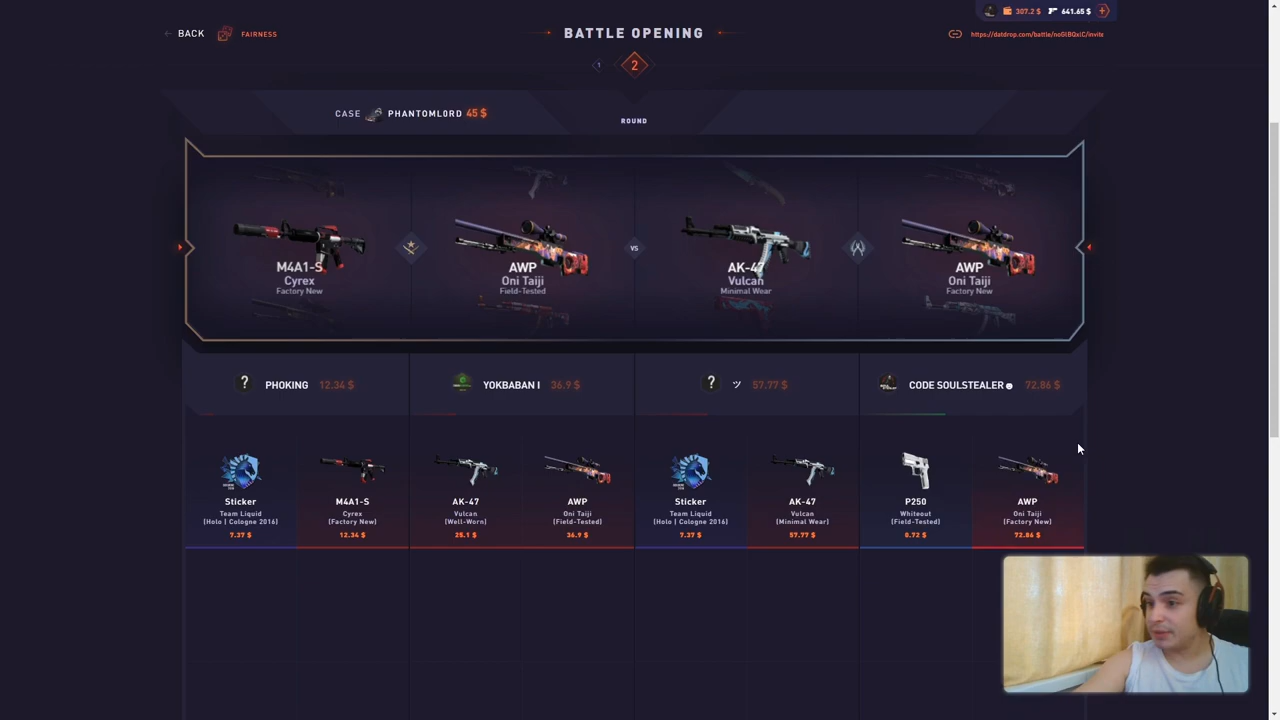 307.2 $ 641.65 $
BACK FAIRNESS
BATTLE OPENING
1 2
CASE PHANTOML0RD 45 $
ROUND
M4A1-S
Cyrex
Factory New
AWP
Oni Taiji
Field-Tested
VS
AK-47
Vulcan
Minimal Wear
AWP
Oni Taiji
Factory New
PHOKING 12.34 $
YOKBABAN I 36.9 $
? ツ 57.77 $
CODE SOULSTEALER☻ 72.86 $
Sticker
Team Liquid
(Holo | Cologne 2016)
7.37 $
M4A1-S
Cyrex
(Factory New)
12.34 $
AK-47
Vulcan
(Well-Worn)
25.1 $
AWP
Oni Taiji
(Field-Tested)
36.9 $
Sticker
Team Liquid
(Holo | Cologne 2016)
7.37 $
AK-47
Vulcan
(Minimal Wear)
57.77 $
P250
Whiteout
(Field-Tested)
0.72 $
AWP
Oni Taiji
(Factory New)
72.86 $